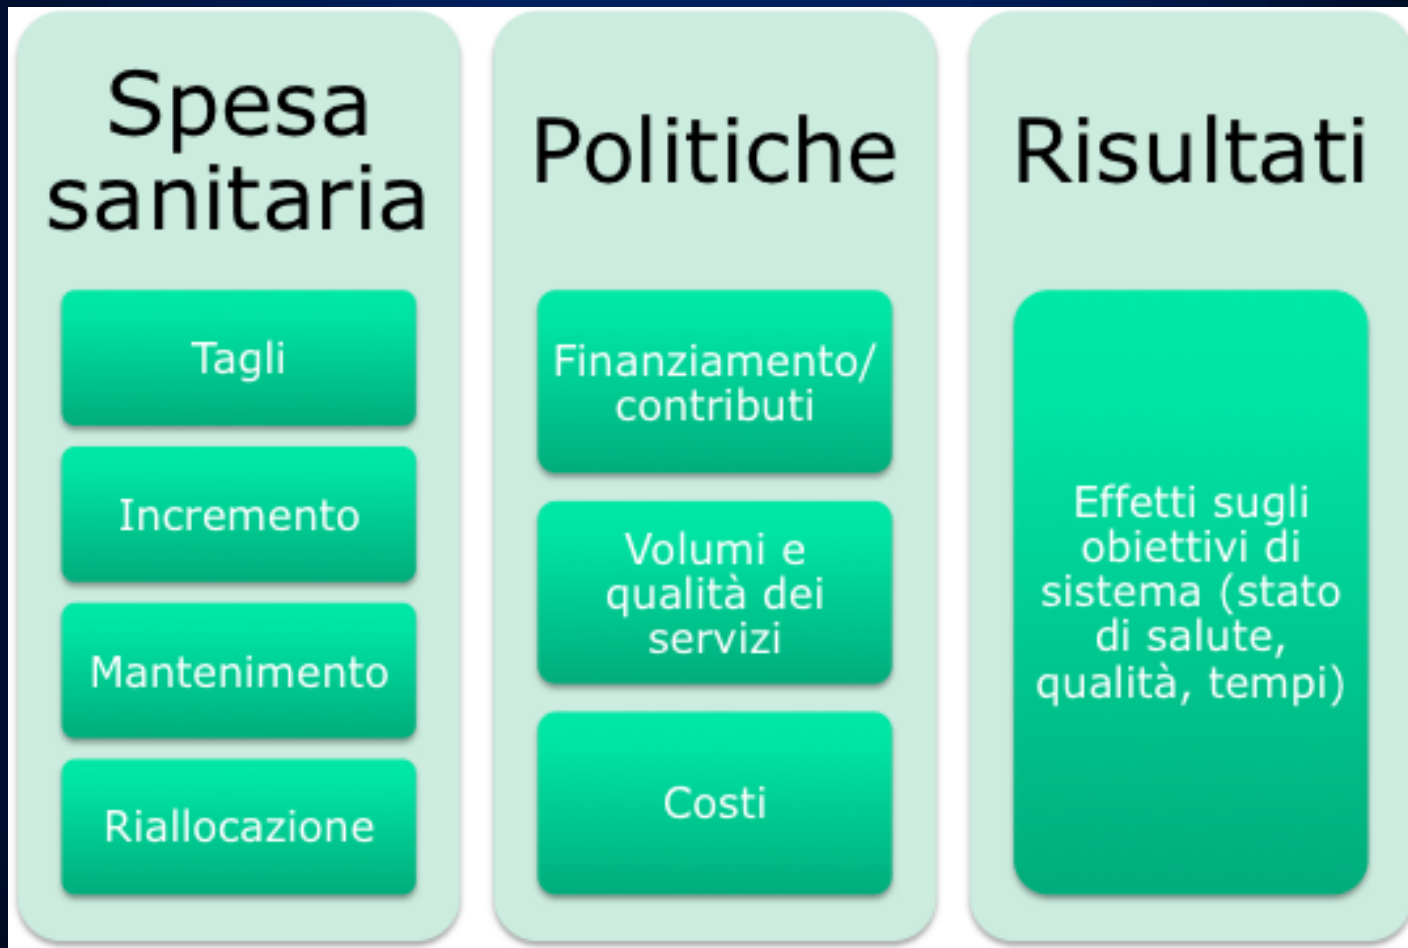 Spesa
sanitaria
Tagli
Incremento
Mantenimento
Riallocazione
Politiche
Finanziamento/
contributi
Volumi e
qualità dei
servizi
Costi
Risultati
Effetti sugli
obiettivi di
sistema (stato
di salute,
qualità, tempi)